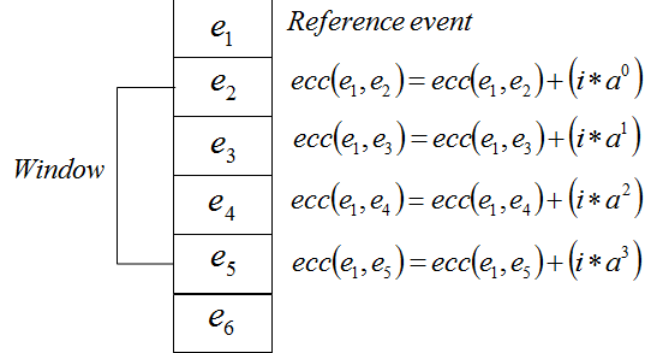 e₁ Reference event
e₂ ecc(e₁,e₂)=ecc(e₁,e₂)+(i*a⁰)
e₃ ecc(e₁,e₃)=ecc(e₁,e₃)+(i*a¹)
Window
e₄ ecc(e₁,e₄)=ecc(e₁,e₄)+(i*a²)
e₅ ecc(e₁,e₅)=ecc(e₁,e₅)+(i*a³)
e₆